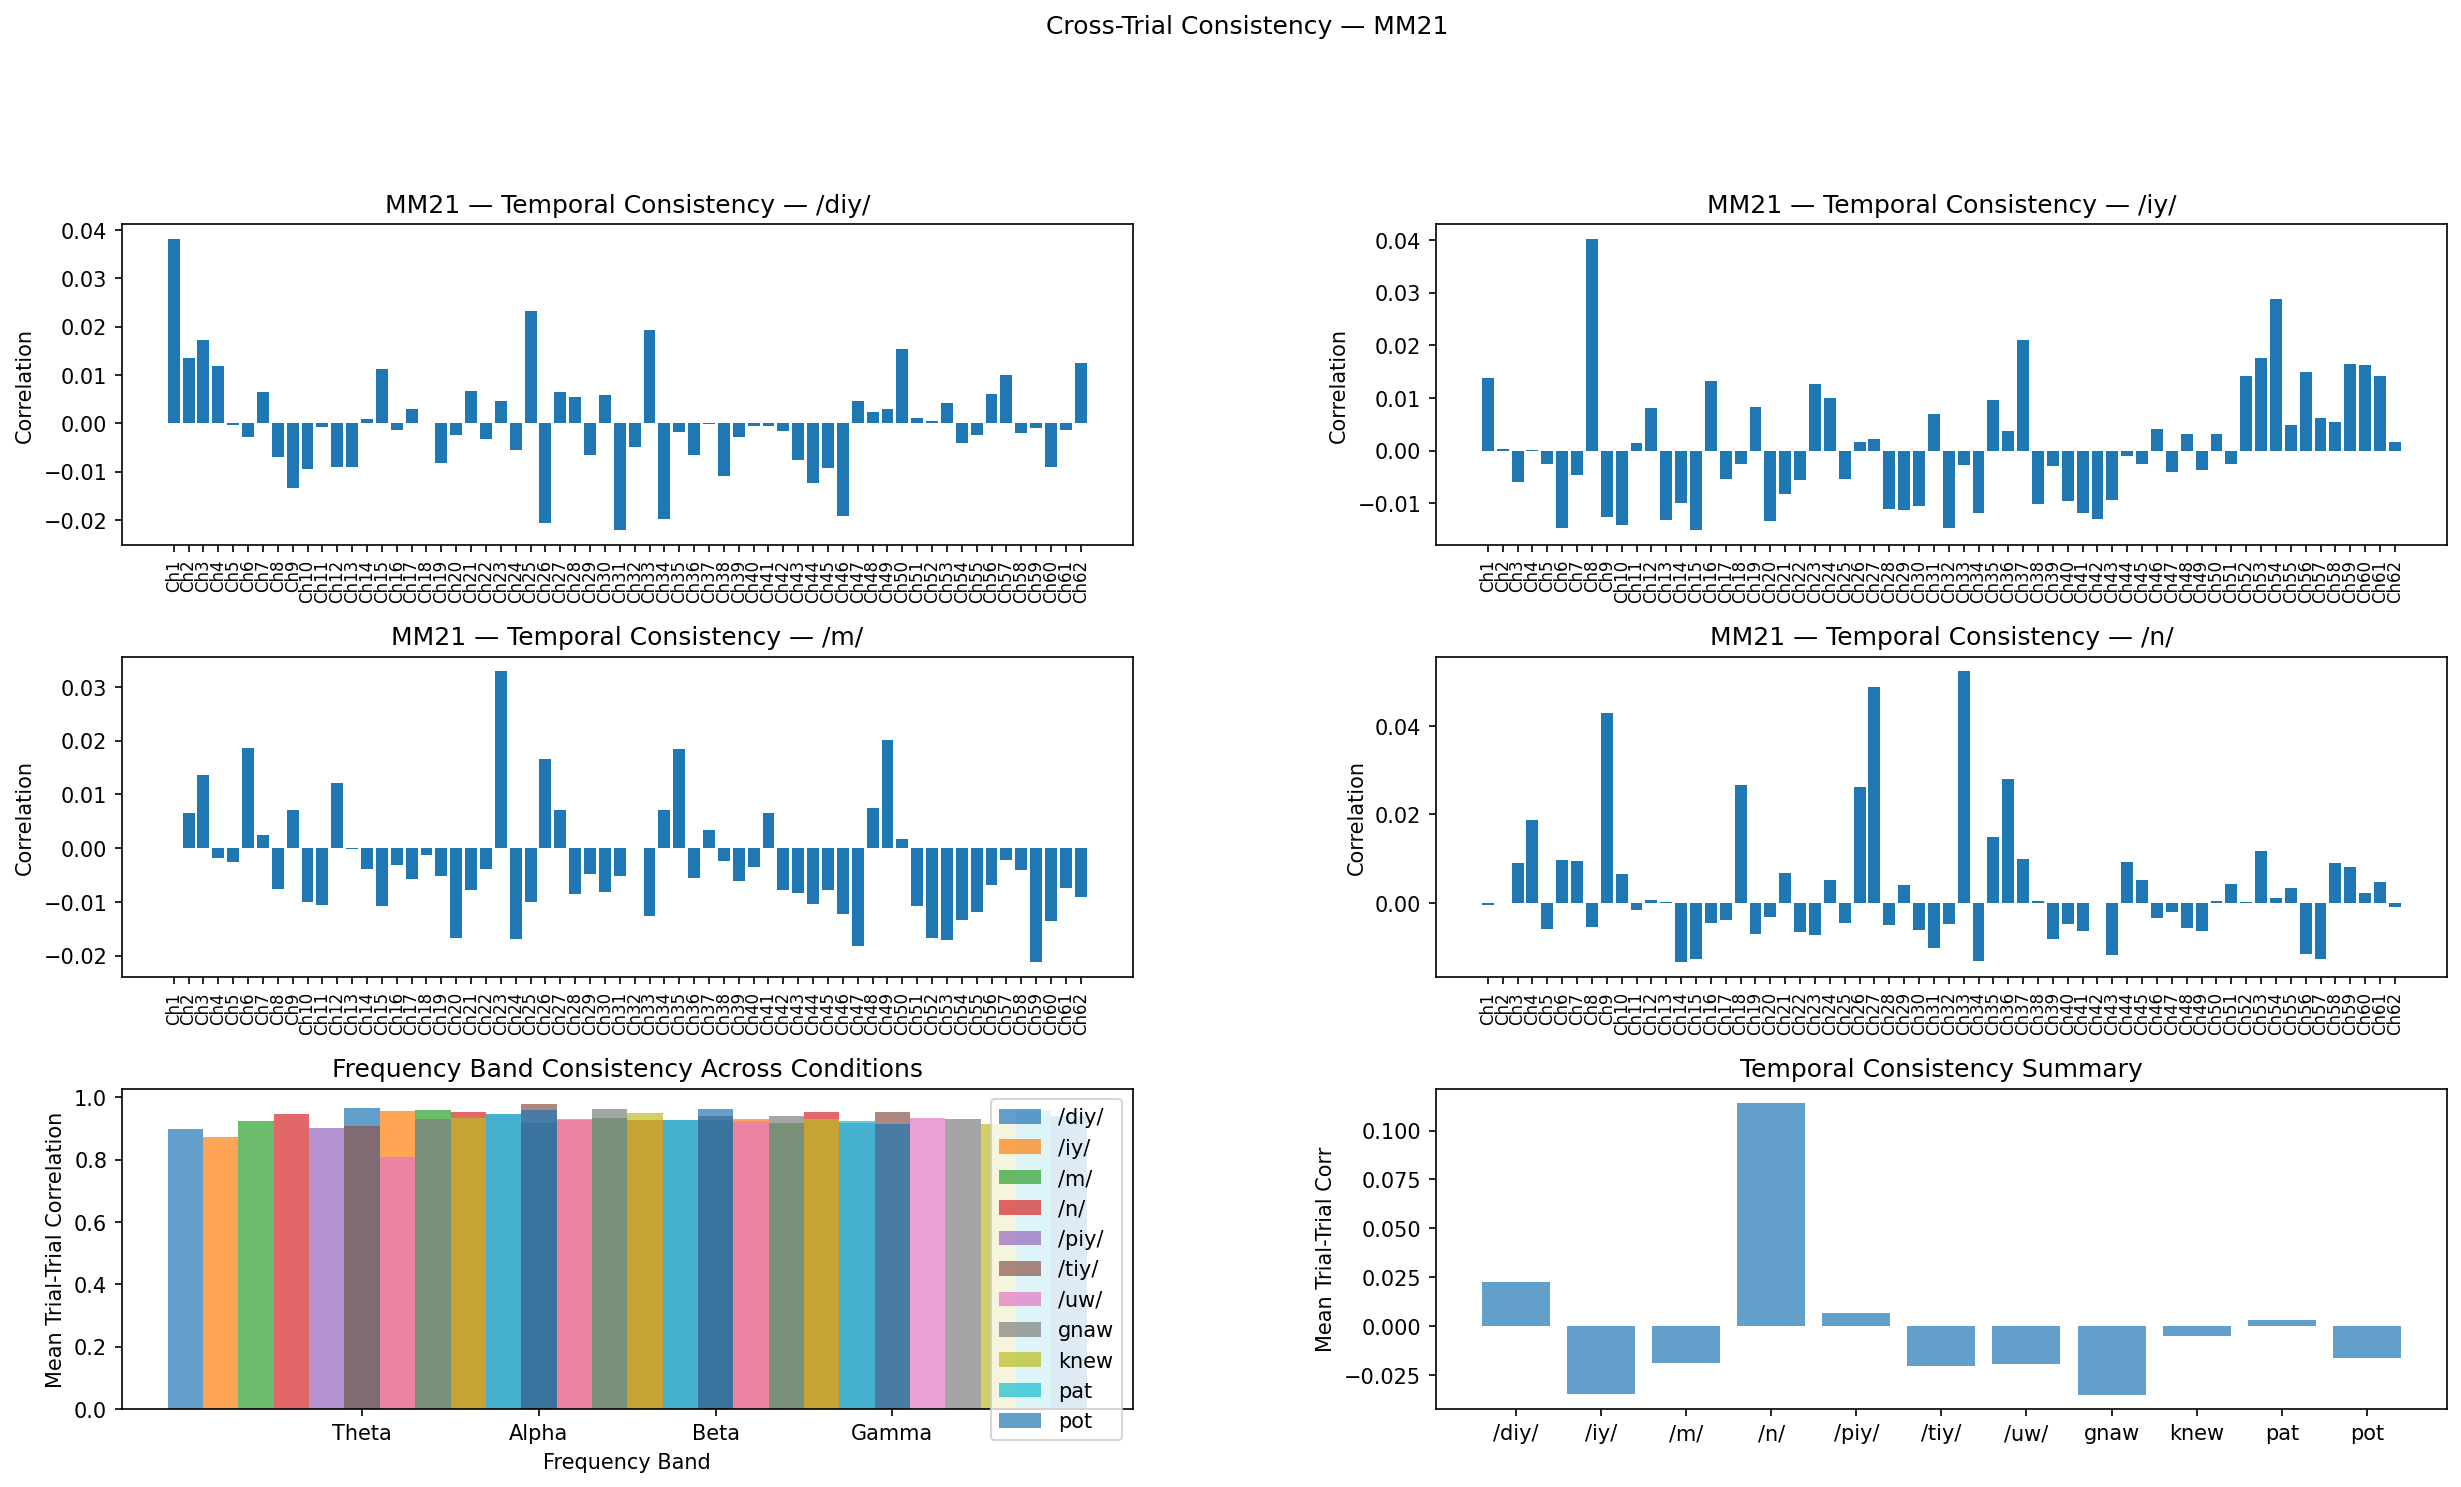 Cross-Trial Consistency — MM21
MM21 — Temporal Consistency — /diy/
Correlation
0.04
0.03
0.02
0.01
0.00
−0.01
−0.02
Ch1 Ch2 Ch3 Ch4 Ch5 Ch6 Ch7 Ch8 Ch9 Ch10 Ch11 Ch12 Ch13 Ch14 Ch15 Ch16 Ch17 Ch18 Ch19 Ch20 Ch21 Ch22 Ch23 Ch24 Ch25 Ch26 Ch27 Ch28 Ch29 Ch30 Ch31 Ch32 Ch33 Ch34 Ch35 Ch36 Ch37 Ch38 Ch39 Ch40 Ch41 Ch42 Ch43 Ch44 Ch45 Ch46 Ch47 Ch48 Ch49 Ch50 Ch51 Ch52 Ch53 Ch54 Ch55 Ch56 Ch57 Ch58 Ch59 Ch60 Ch61 Ch62
MM21 — Temporal Consistency — /iy/
Correlation
0.04
0.03
0.02
0.01
0.00
−0.01
Ch1 Ch2 Ch3 Ch4 Ch5 Ch6 Ch7 Ch8 Ch9 Ch10 Ch11 Ch12 Ch13 Ch14 Ch15 Ch16 Ch17 Ch18 Ch19 Ch20 Ch21 Ch22 Ch23 Ch24 Ch25 Ch26 Ch27 Ch28 Ch29 Ch30 Ch31 Ch32 Ch33 Ch34 Ch35 Ch36 Ch37 Ch38 Ch39 Ch40 Ch41 Ch42 Ch43 Ch44 Ch45 Ch46 Ch47 Ch48 Ch49 Ch50 Ch51 Ch52 Ch53 Ch54 Ch55 Ch56 Ch57 Ch58 Ch59 Ch60 Ch61 Ch62
MM21 — Temporal Consistency — /m/
Correlation
0.03
0.02
0.01
0.00
−0.01
−0.02
Ch1 Ch2 Ch3 Ch4 Ch5 Ch6 Ch7 Ch8 Ch9 Ch10 Ch11 Ch12 Ch13 Ch14 Ch15 Ch16 Ch17 Ch18 Ch19 Ch20 Ch21 Ch22 Ch23 Ch24 Ch25 Ch26 Ch27 Ch28 Ch29 Ch30 Ch31 Ch32 Ch33 Ch34 Ch35 Ch36 Ch37 Ch38 Ch39 Ch40 Ch41 Ch42 Ch43 Ch44 Ch45 Ch46 Ch47 Ch48 Ch49 Ch50 Ch51 Ch52 Ch53 Ch54 Ch55 Ch56 Ch57 Ch58 Ch59 Ch60 Ch61 Ch62
MM21 — Temporal Consistency — /n/
Correlation
0.04
0.02
0.00
Ch1 Ch2 Ch3 Ch4 Ch5 Ch6 Ch7 Ch8 Ch9 Ch10 Ch11 Ch12 Ch13 Ch14 Ch15 Ch16 Ch17 Ch18 Ch19 Ch20 Ch21 Ch22 Ch23 Ch24 Ch25 Ch26 Ch27 Ch28 Ch29 Ch30 Ch31 Ch32 Ch33 Ch34 Ch35 Ch36 Ch37 Ch38 Ch39 Ch40 Ch41 Ch42 Ch43 Ch44 Ch45 Ch46 Ch47 Ch48 Ch49 Ch50 Ch51 Ch52 Ch53 Ch54 Ch55 Ch56 Ch57 Ch58 Ch59 Ch60 Ch61 Ch62
Frequency Band Consistency Across Conditions
Mean Trial-Trial Correlation
1.0
0.8
0.6
0.4
0.2
0.0
/diy/
/iy/
/m/
/n/
/piy/
/tiy/
/uw/
gnaw
knew
pat
pot
Theta Alpha Beta Gamma
Frequency Band
Temporal Consistency Summary
Mean Trial-Trial Corr
0.100
0.075
0.050
0.025
0.000
−0.025
/diy/ /iy/ /m/ /n/ /piy/ /tiy/ /uw/ gnaw knew pat pot